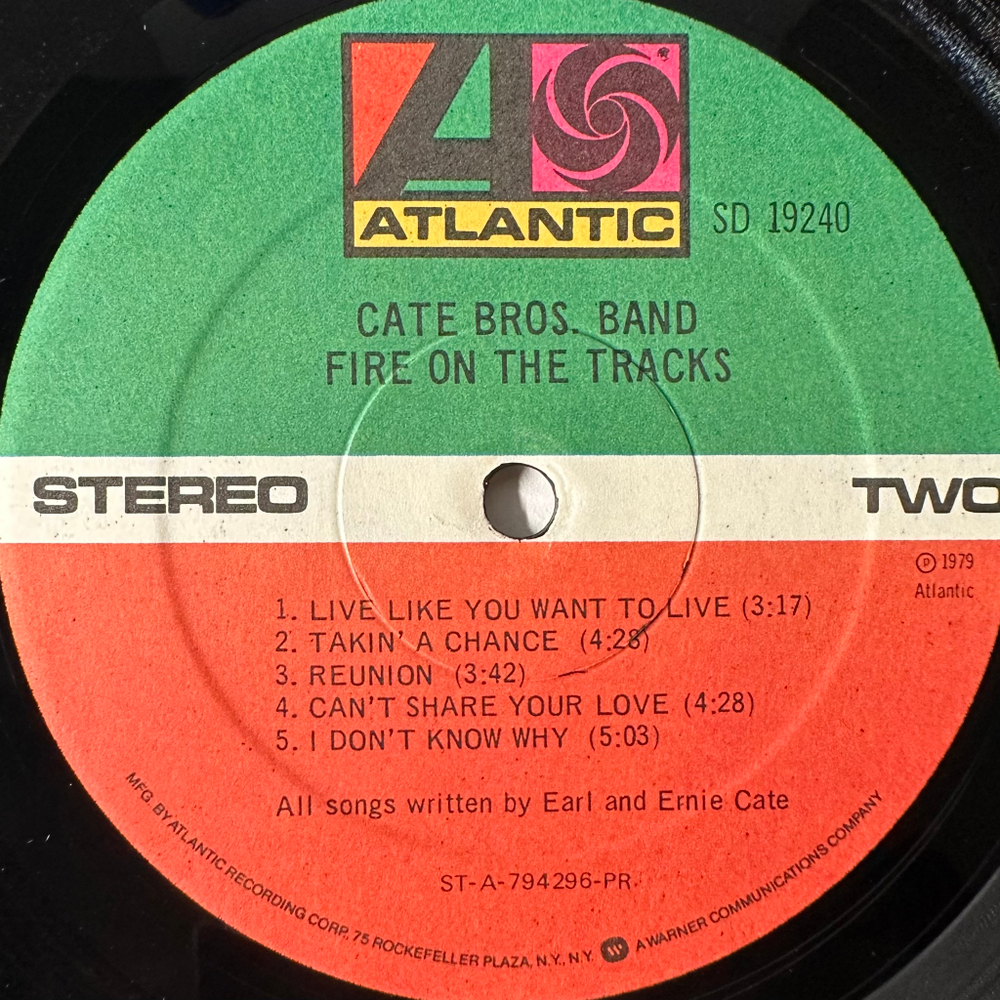 ATLANTIC
SD 19240
CATE BROS. BAND
FIRE ON THE TRACKS
STEREO
TWO
℗ 1979
Atlantic
1. LIVE LIKE YOU WANT TO LIVE (3:17)
2. TAKIN' A CHANCE (4:28)
3. REUNION (3:42)
4. CAN'T SHARE YOUR LOVE (4:28)
5. I DON'T KNOW WHY (5:03)
All songs written by Earl and Ernie Cate
ST-A-794296-PR
MFG. BY ATLANTIC RECORDING CORP., 75 ROCKEFELLER PLAZA, N.Y., N.Y. A WARNER COMMUNICATIONS COMPANY